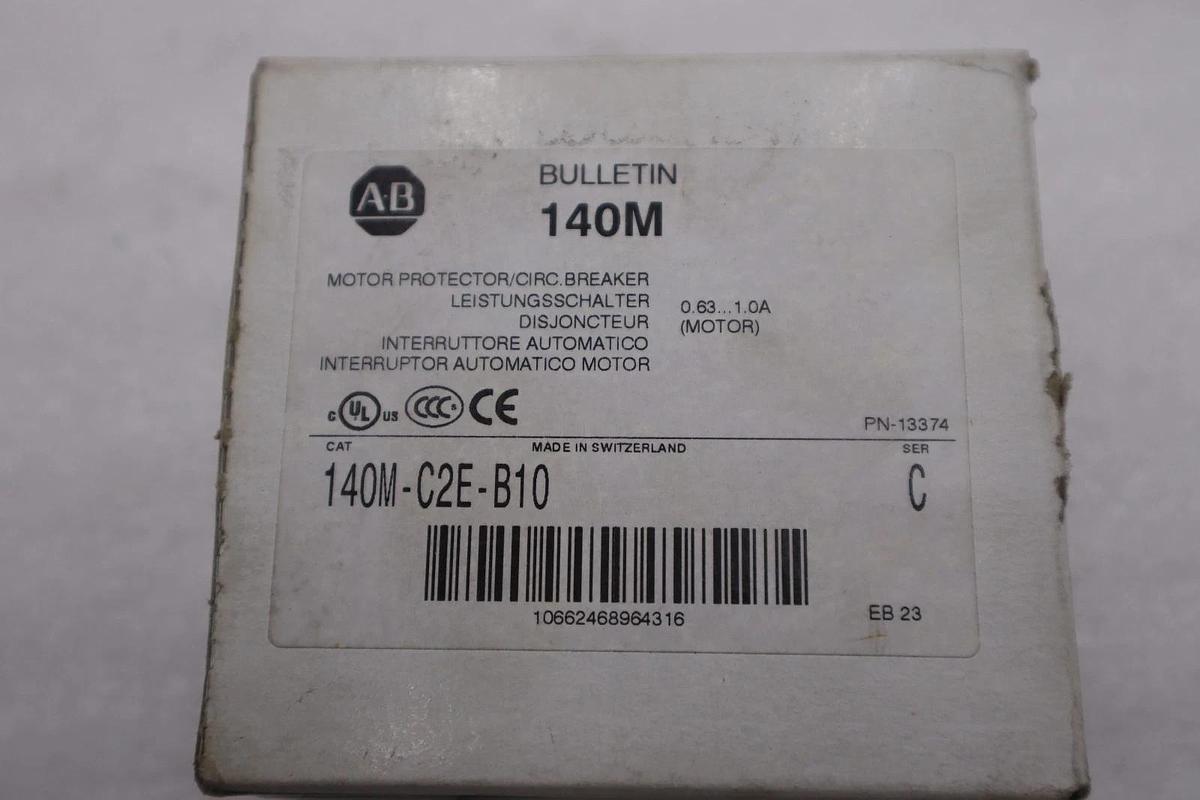 A-B
BULLETIN
140M
MOTOR PROTECTOR/CIRC.BREAKER
LEISTUNGSSCHALTER
DISJONCTEUR
INTERRUTTORE AUTOMATICO
INTERRUPTOR AUTOMATICO MOTOR
0.63...1.0A
(MOTOR)
C UL US CCC S CE
PN-13374
CAT MADE IN SWITZERLAND SER
140M-C2E-B10 C
10662468964316
EB 23